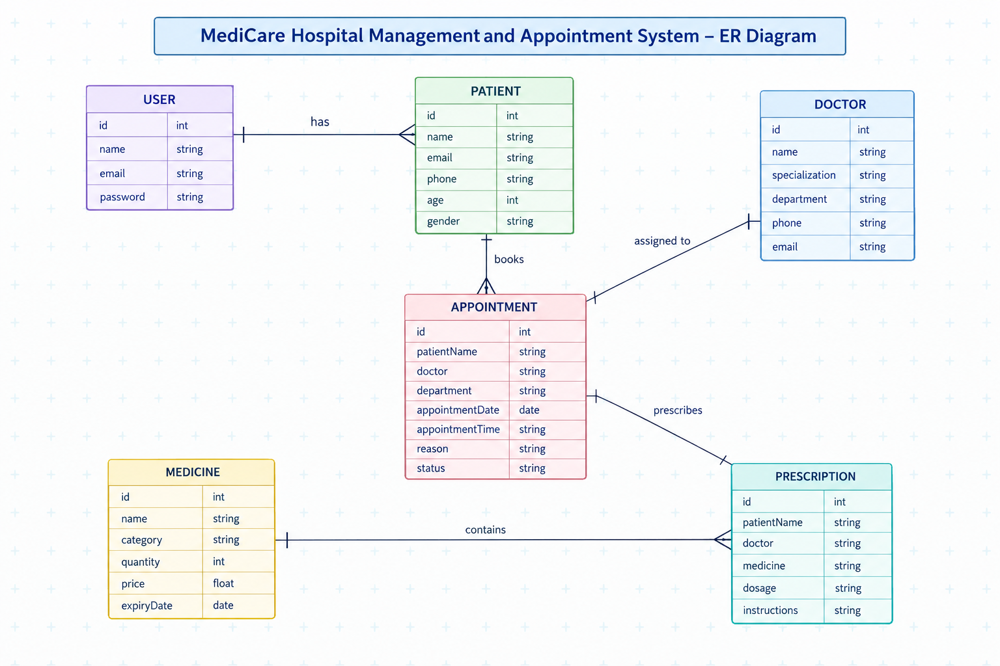 MediCare Hospital Management and Appointment System – ER Diagram
USER
id int
name string
email string
password string
has
PATIENT
id int
name string
email string
phone string
age int
gender string
DOCTOR
id int
name string
specialization string
department string
phone string
email string
assigned to
books
APPOINTMENT
id int
patientName string
doctor string
department string
appointmentDate date
appointmentTime string
reason string
status string
prescribes
MEDICINE
id int
name string
category string
quantity int
price float
expiryDate date
contains
PRESCRIPTION
id int
patientName string
doctor string
medicine string
dosage string
instructions string